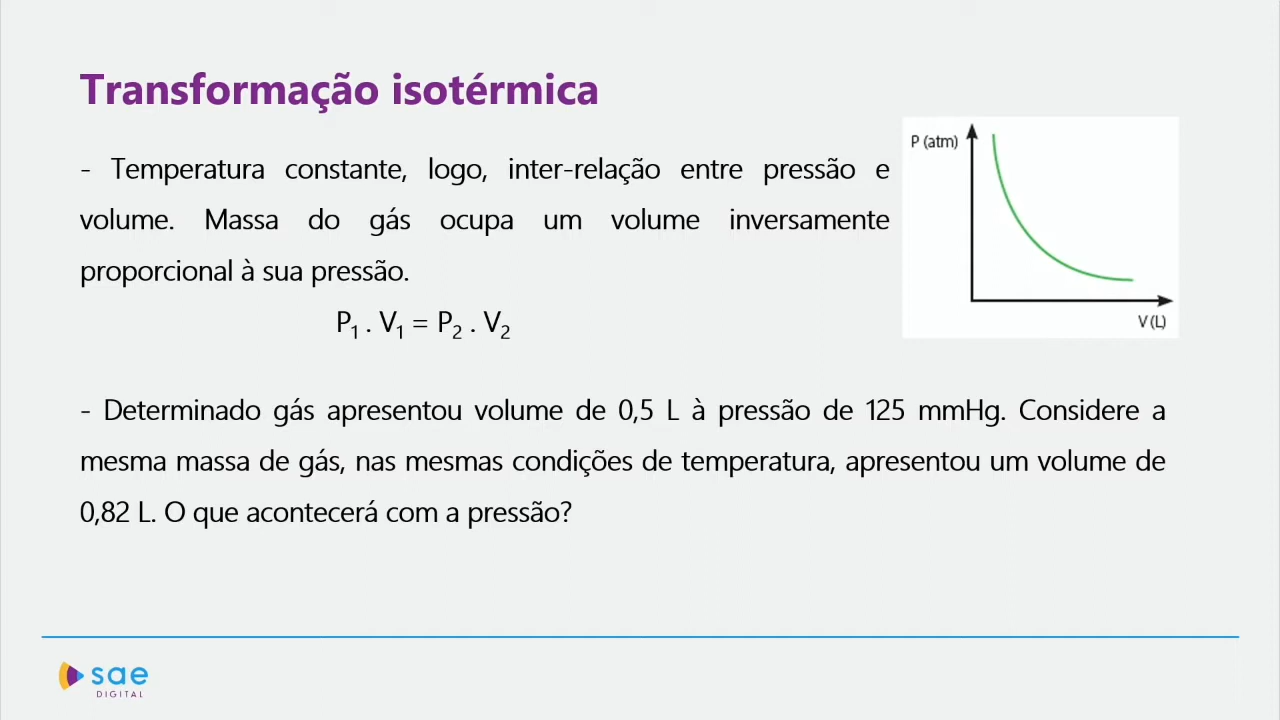 Transformação isotérmica
- Temperatura constante, logo, inter-relação entre pressão e
volume. Massa do gás ocupa um volume inversamente
proporcional à sua pressão.
P₁ . V₁ = P₂ . V₂
P (atm)
V (L)
- Determinado gás apresentou volume de 0,5 L à pressão de 125 mmHg. Considere a
mesma massa de gás, nas mesmas condições de temperatura, apresentou um volume de
0,82 L. O que acontecerá com a pressão?
sae
DIGITAL